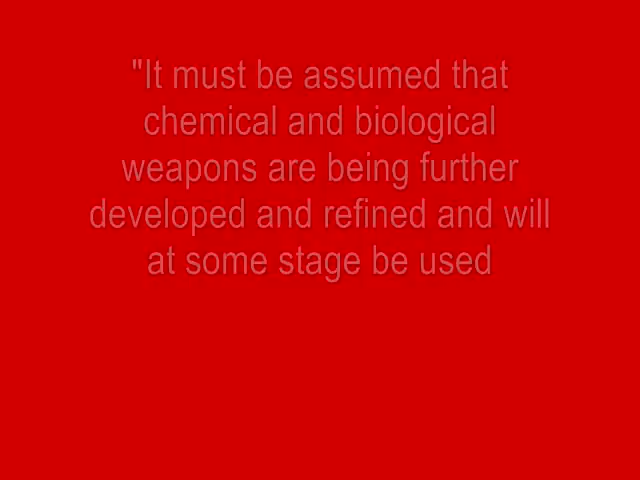 "It must be assumed that
chemical and biological
weapons are being further
developed and refined and will
at some stage be used